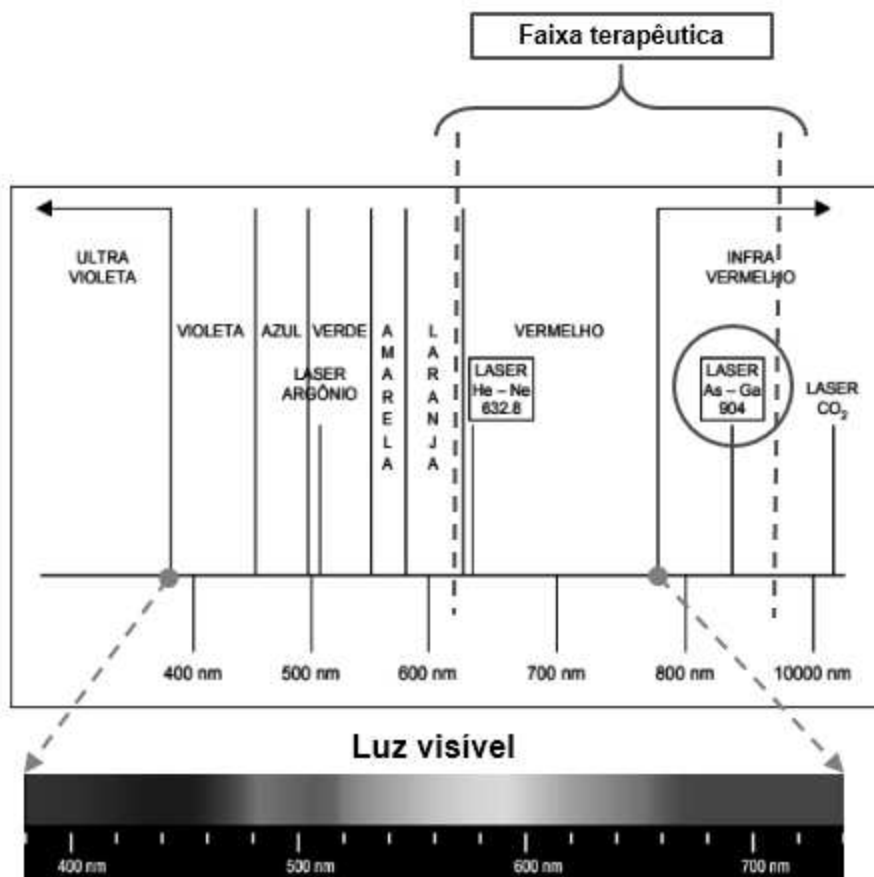 Faixa terapêutica
ULTRA
VIOLETA
INFRA
VERMELHO
VIOLETA
AZUL
VERDE
AMARELA
LARANJA
VERMELHO
LASER
ARGÔNIO
LASER
He – Ne
632.8
LASER
As – Ga
904
LASER
CO₂
400 nm
500 nm
600 nm
700 nm
800 nm
10000 nm
Luz visível
400 nm
500 nm
600 nm
700 nm